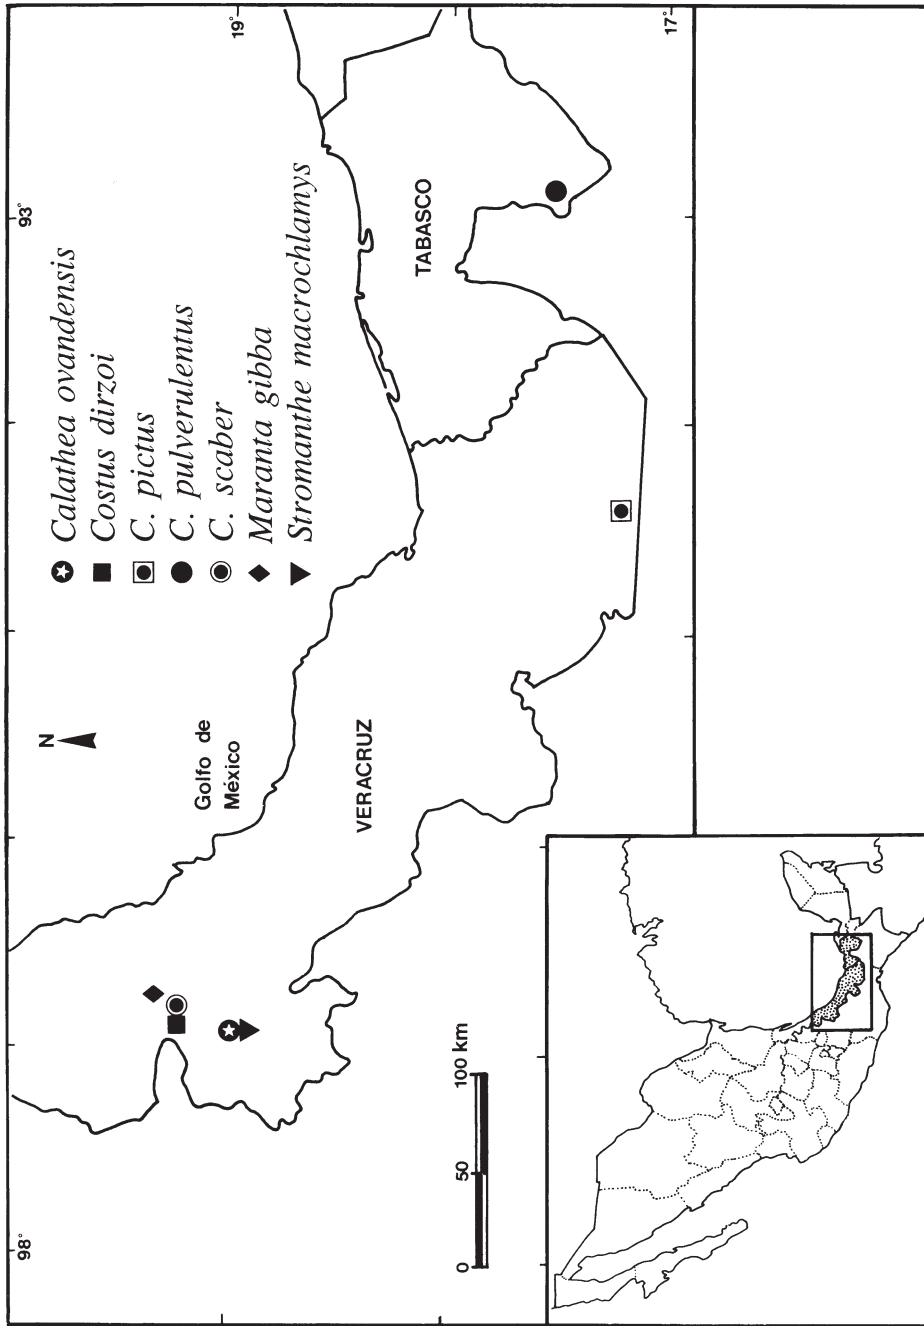 98°
93°
19°
17°
N
Golfo de
México
VERACRUZ
TABASCO
Calathea ovandensis
Costus dirzoi
C. pictus
C. pulverulentus
C. scaber
Maranta gibba
Stromanthe macrochlamys
0 50 100 km